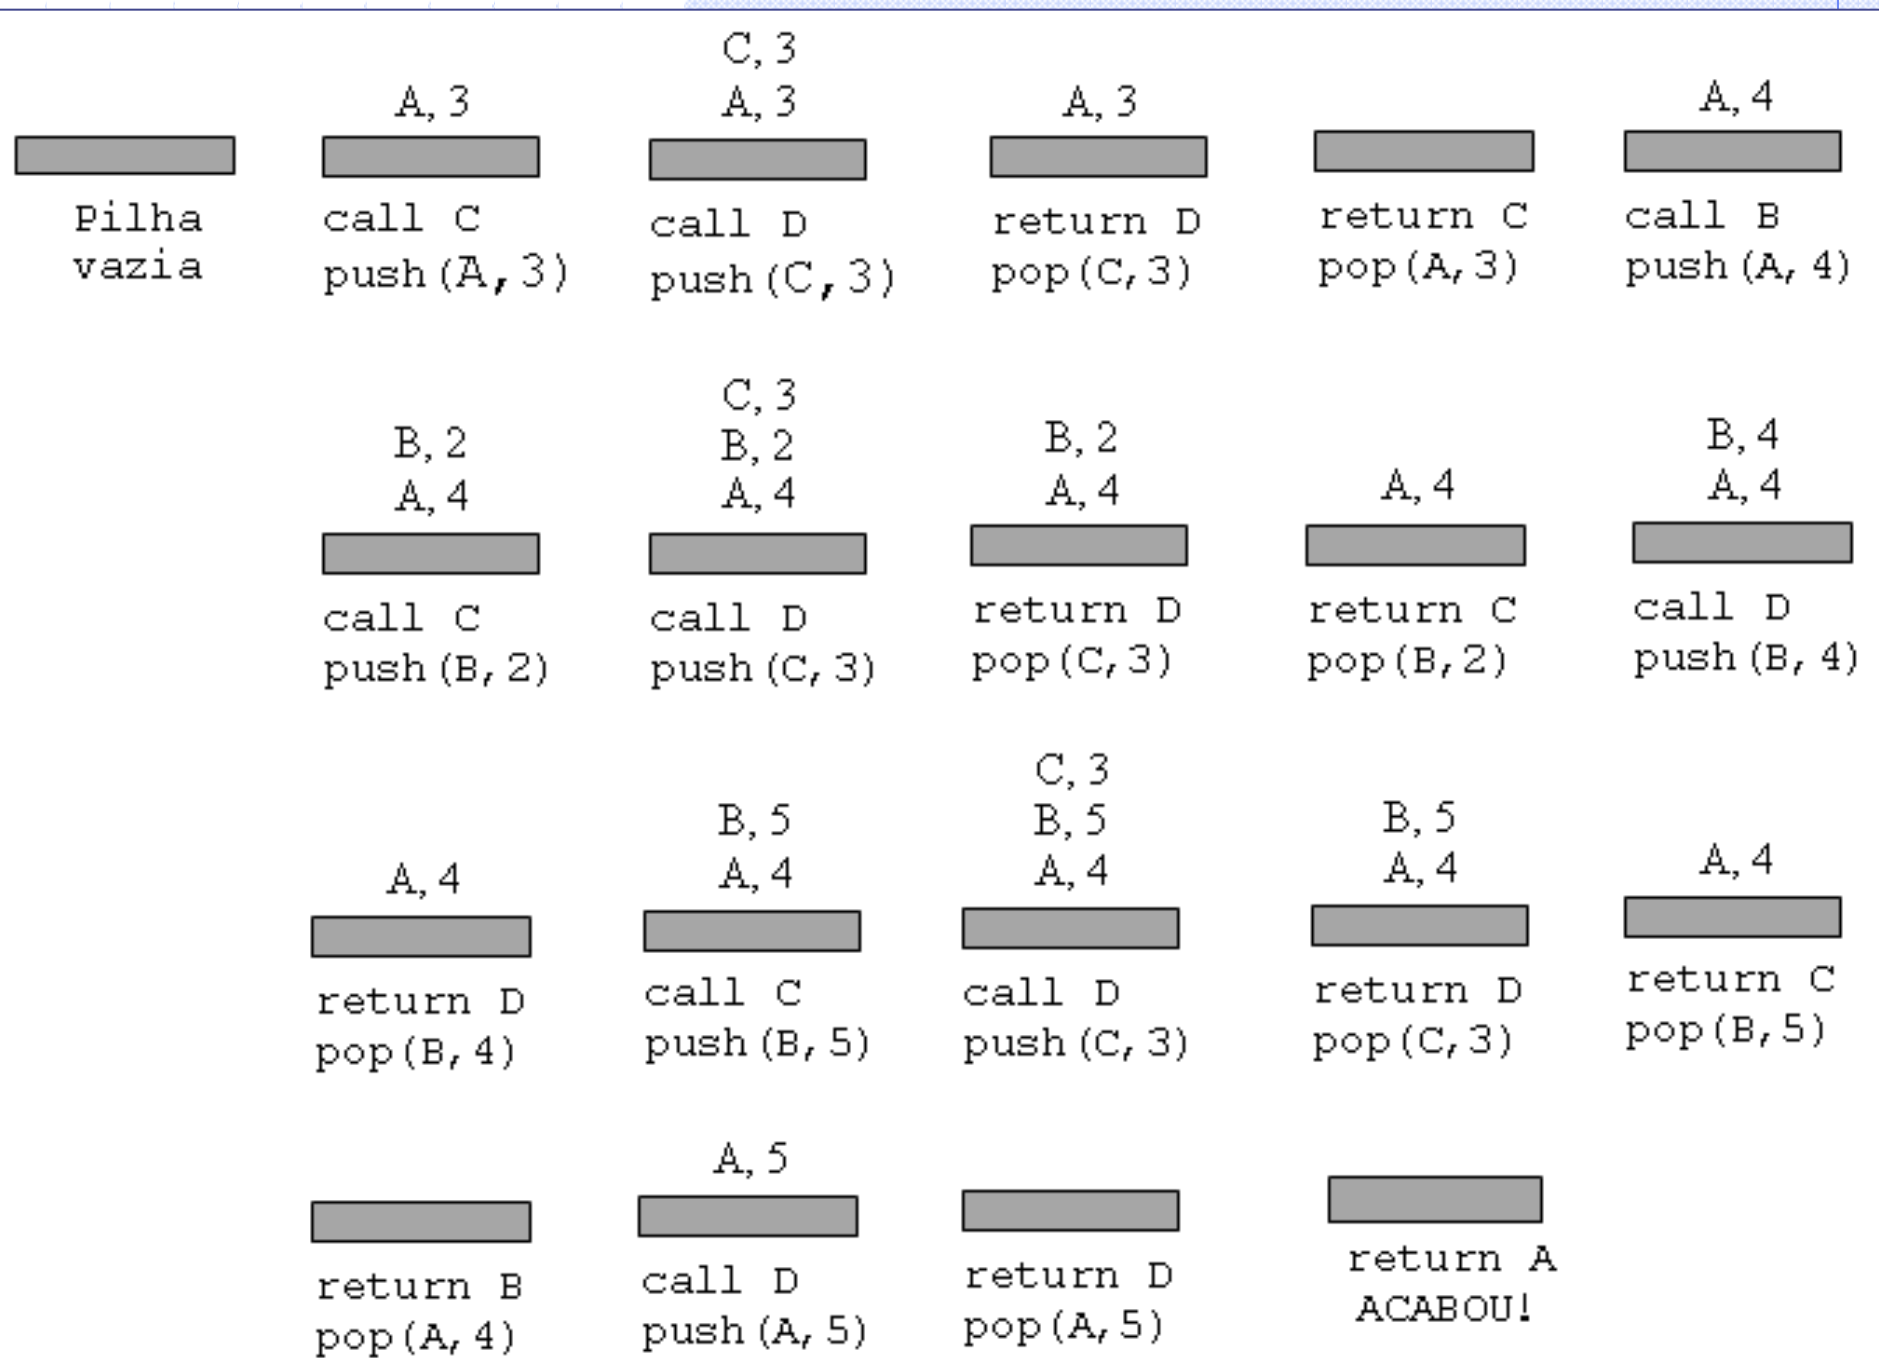 Pilha
vazia
A, 3
call C
push(A, 3)
C, 3
A, 3
call D
push(C, 3)
A, 3
return D
pop(C, 3)
return C
pop(A, 3)
A, 4
call B
push(A, 4)
B, 2
A, 4
call C
push(B, 2)
C, 3
B, 2
A, 4
call D
push(C, 3)
B, 2
A, 4
return D
pop(C, 3)
A, 4
return C
pop(B, 2)
B, 4
A, 4
call D
push(B, 4)
A, 4
return D
pop(B, 4)
B, 5
A, 4
call C
push(B, 5)
C, 3
B, 5
A, 4
call D
push(C, 3)
B, 5
A, 4
return D
pop(C, 3)
A, 4
return C
pop(B, 5)
return B
pop(A, 4)
A, 5
call D
push(A, 5)
return D
pop(A, 5)
return A
ACABOU!